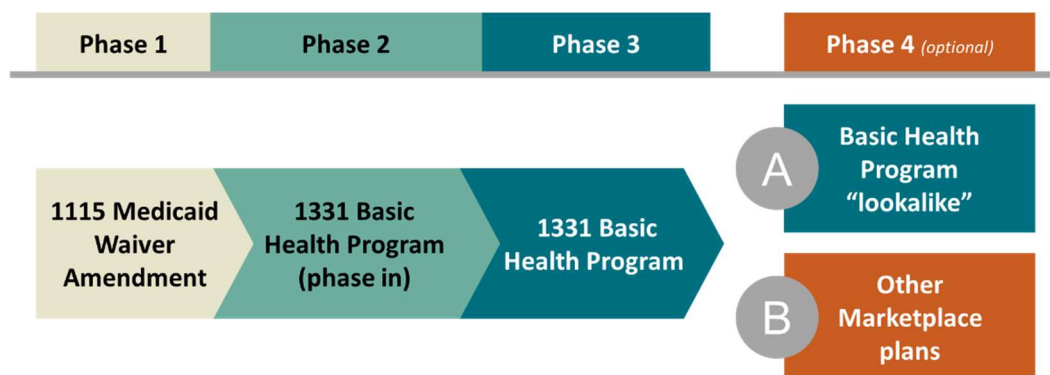 Phase 1
Phase 2
Phase 3
Phase 4 (optional)
1115 Medicaid
Waiver
Amendment
1331 Basic
Health Program
(phase in)
1331 Basic
Health Program
A
Basic Health
Program
“lookalike”
B
Other
Marketplace
plans